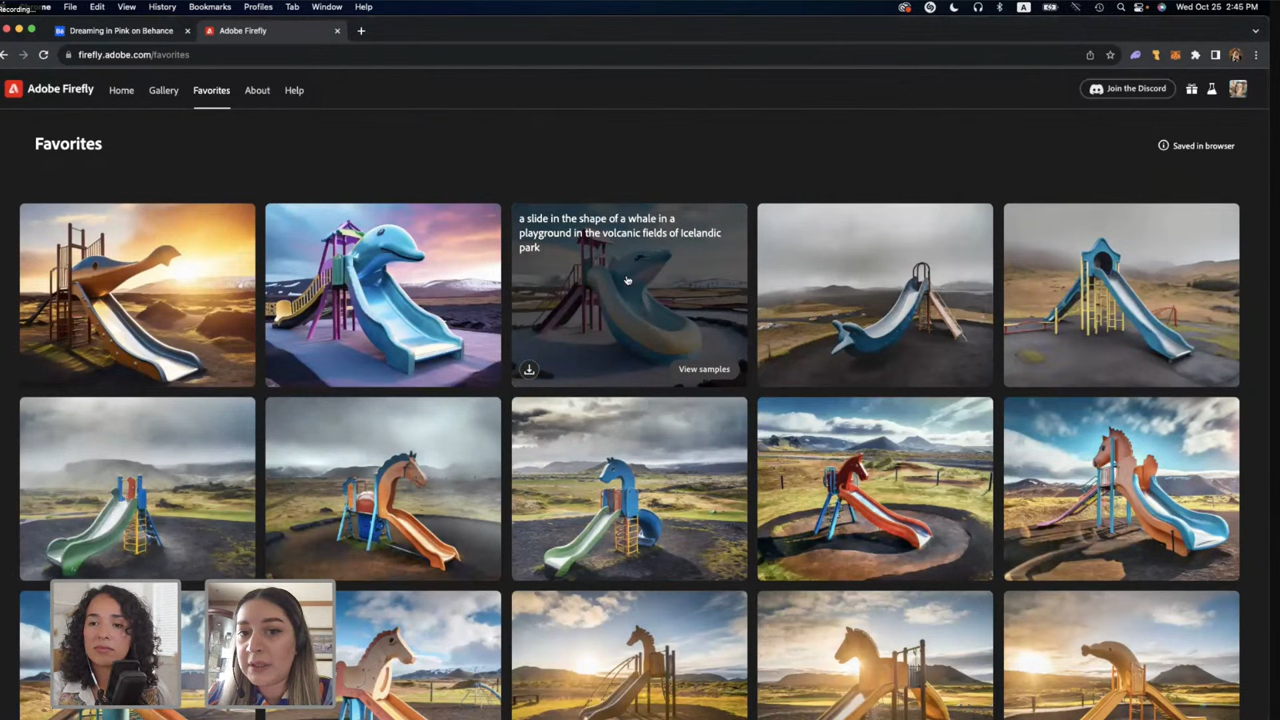 Recording...
Chrome File Edit View History Bookmarks Profiles Tab Window Help
A
Wed Oct 25 2:45 PM
Bē Dreaming in Pink on Behance
Adobe Firefly
firefly.adobe.com/favorites
Adobe Firefly
Home Gallery Favorites About Help
Join the Discord
Favorites
Saved in browser
a slide in the shape of a whale in a
playground in the volcanic fields of Icelandic
park
View samples